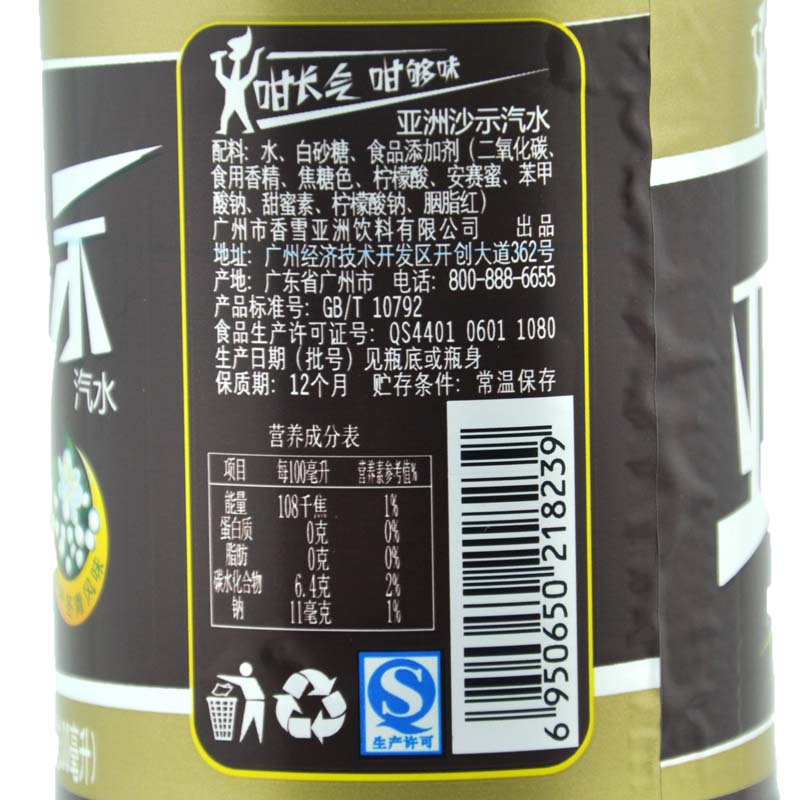 咁长气 咁够味
亚洲沙示汽水
配料：水、白砂糖、食品添加剂（二氧化碳、
食用香精、焦糖色、柠檬酸、安赛蜜、苯甲
酸钠、甜蜜素、柠檬酸钠、胭脂红）
广州市香雪亚洲饮料有限公司 出品
地址：广州经济技术开发区开创大道362号
产地：广东省广州市 电话：800-888-6655
产品标准号：GB/T 10792
食品生产许可证号：QS4401 0601 1080
生产日期（批号）见瓶底或瓶身
保质期：12个月 贮存条件：常温保存
营养成分表
项目 每100毫升 营养素参考值%
能量 108千焦 1%
蛋白质 0克 0%
脂肪 0克 0%
碳水化合物 6.4克 2%
钠 11毫克 1%
6950650218239
生产许可
示
汽水
风味
毫升)
亚